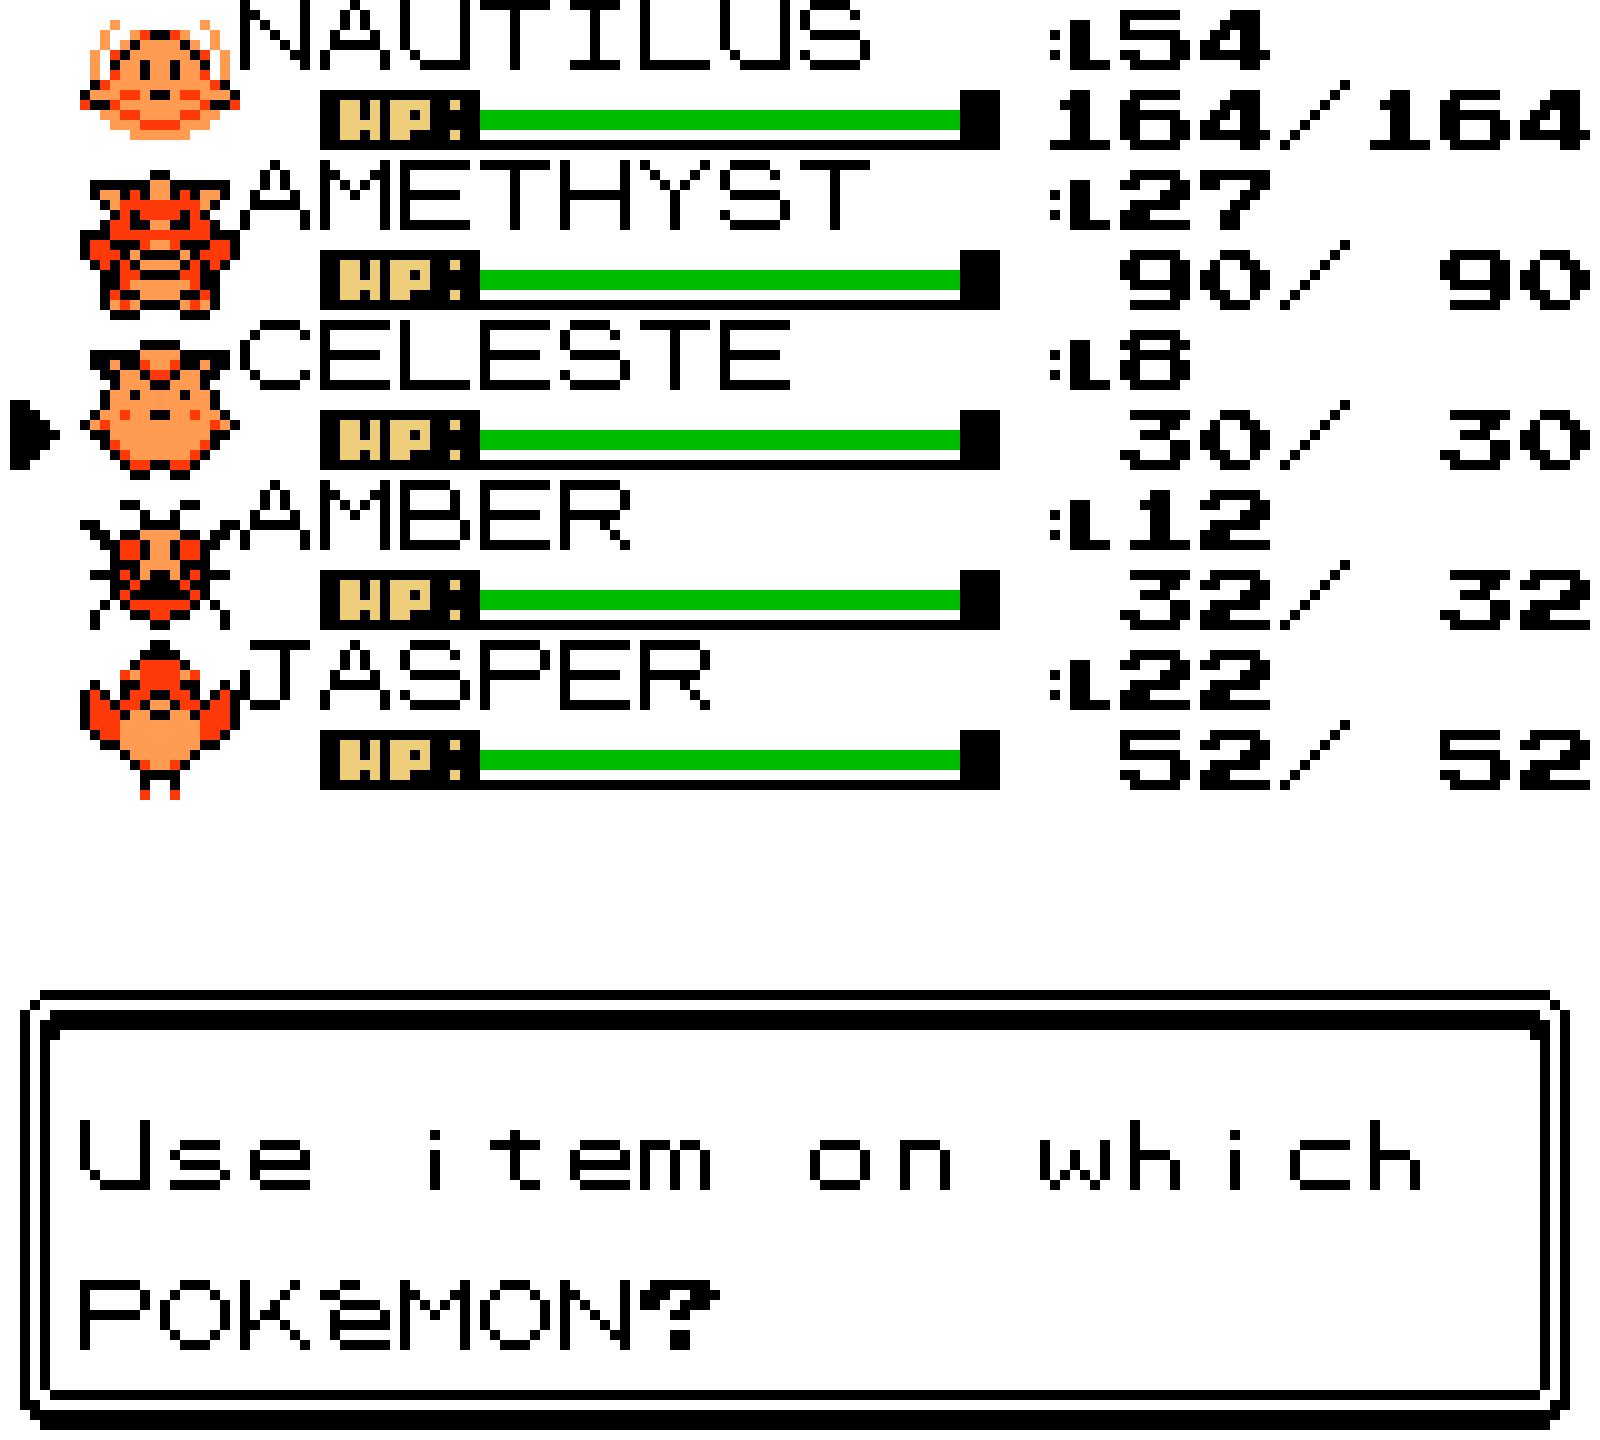 NAUTILUS :L54
HP: 164/164
AMETHYST :L27
HP: 90/ 90
CELESTE :L8
HP: 30/ 30
AMBER :L12
HP: 32/ 32
JASPER :L22
HP: 52/ 52
Use item on which
POKéMON?